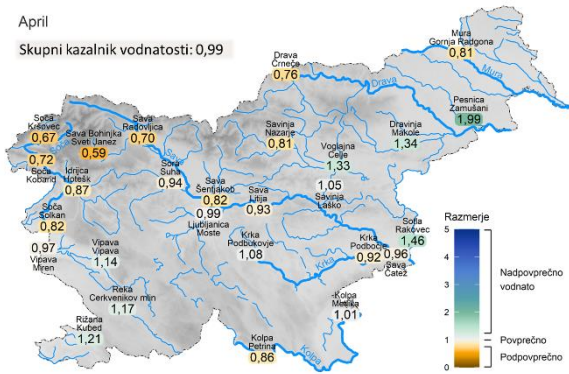 April
Skupni kazalnik vodnatosti: 0,99
Mura
Gornja Radgona
0,81
Mura
Drava
Črneče
0,76
Drava
Pesnica
Zamušani
1,99
Soča
Kršovec
0,67
Sava Bohinjka
Sveti Janez
0,59
Sava
Radovljica
0,70
Savinja
Nazarje
0,81
Dravinja
Makole
1,34
Voglajna
Celje
1,33
0,72
Soča
Kobarid
Idrijca
Hotešk
0,87
Sora
Suha
0,94
Sava
Šentjakob
0,82
0,99
Ljubljanica
Moste
Sava
Litija
0,93
1,05
Savinja
Laško
Soča
Solkan
0,82
0,97
Vipava
Miren
Vipava
Vipava
1,14
Krka
Podbukovje
1,08
Krka
Krka
Podbočje
0,92
0,96
Sava
Čatež
Sotla
Rakovec
1,46
Reka
Cerkvenikov mlin
1,17
Rižana
Kubed
1,21
Kolpa
Metlika
1,01
Kolpa
Petrina
0,86
Kolpa
Razmerje
5
4
3
2
1
0
Nadpovprečno
vodnato
Povprečno
Podpovprečno